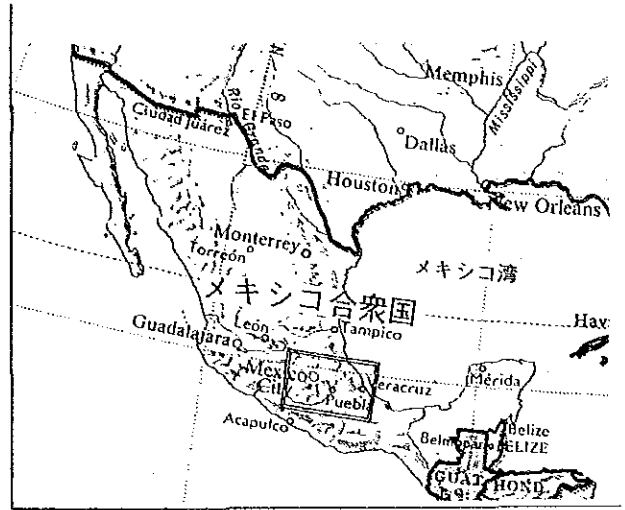 Memphis
Mississippi
El Paso
Ciudad Juárez
Rio Grande
Dallas
Houston
New Orleans
Monterrey
Torreón
メキシコ湾
メキシコ合衆国
León
Tampico
Hav
Guadalajara
Mexico
City
Puebla
Veracruz
Mérida
Acapulco
Belize
Belmopan
BELIZE
GUAT
HOND